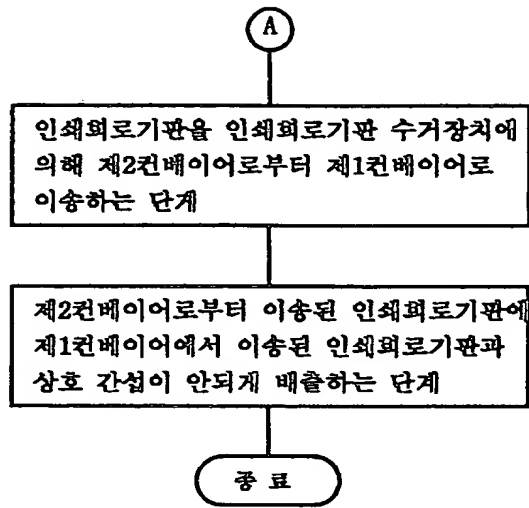 A
인쇄회로기판을 인쇄회로기판 수거장치에
의해 제2컨베이어로부터 제1컨베이어로
이송하는 단계
제2컨베이어로부터 이송된 인쇄회로기판에
제1컨베이어에서 이송된 인쇄회로기판과
상호 간섭이 안되게 배출하는 단계
종 료